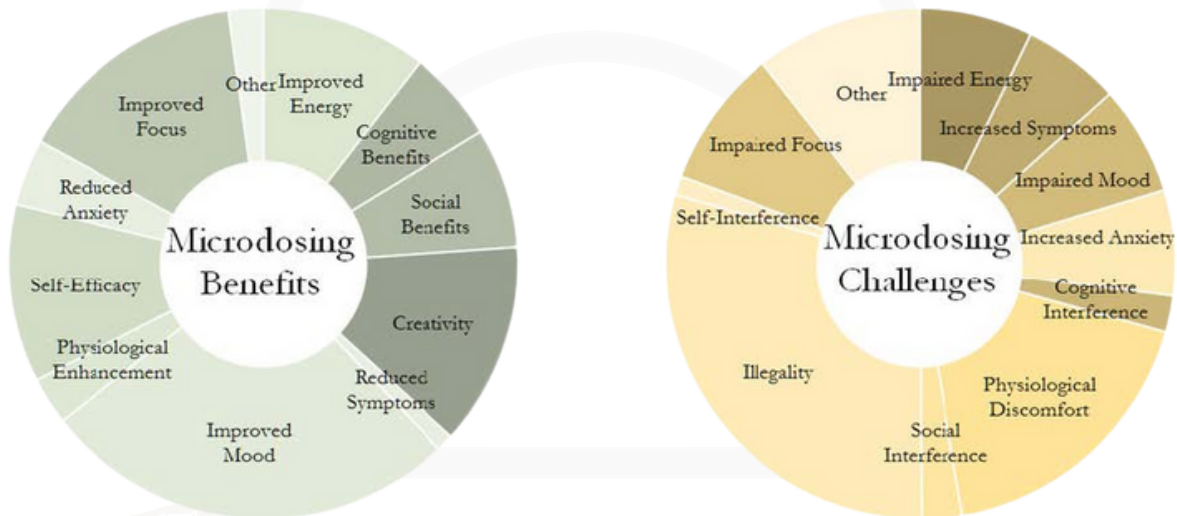 Other
Improved
Energy
Improved
Focus
Cognitive
Benefits
Reduced
Anxiety
Social
Benefits
Microdosing
Benefits
Self-Efficacy
Creativity
Physiological
Enhancement
Reduced
Symptoms
Improved
Mood
Other
Impaired Energy
Increased Symptoms
Impaired Focus
Impaired Mood
Self-Interference
Increased Anxiety
Microdosing
Challenges
Cognitive
Interference
Illegality
Physiological
Discomfort
Social
Interference